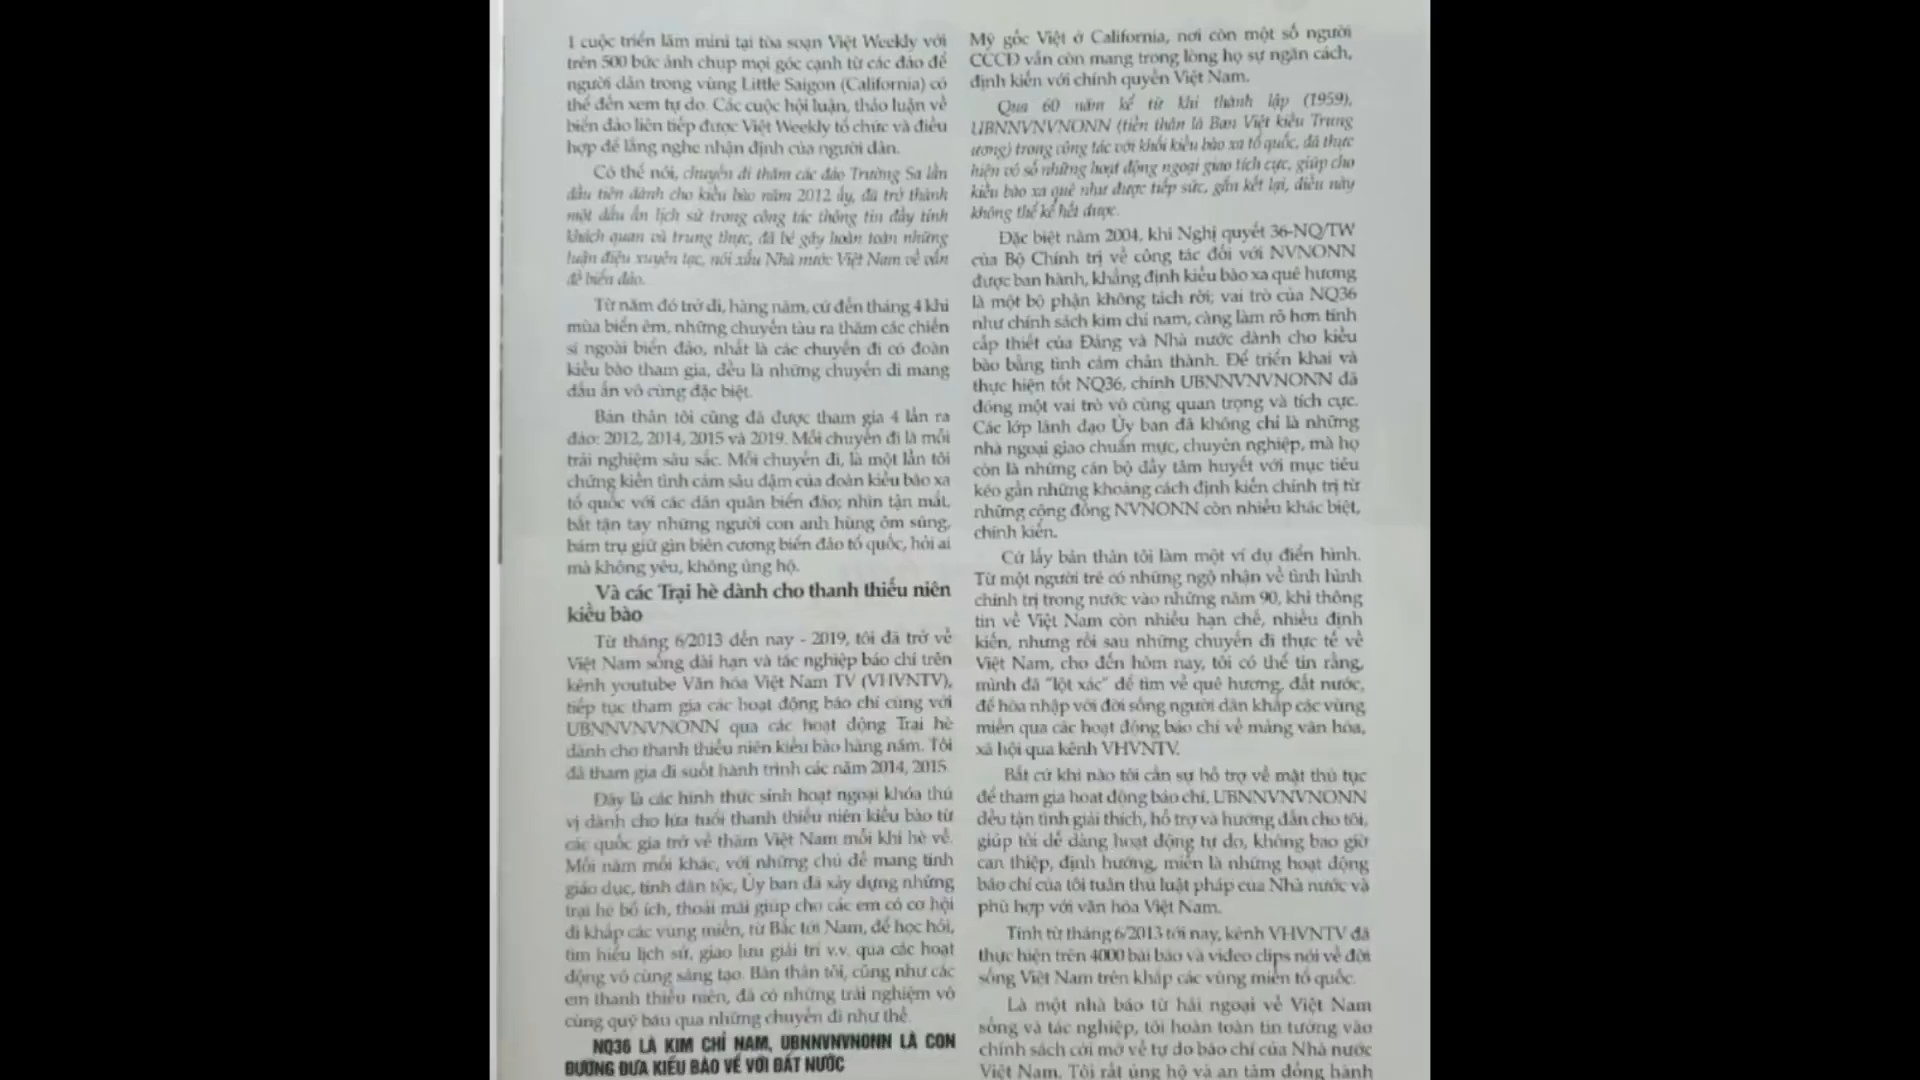 1 cuộc triển lãm mini tại tòa soạn Việt Weekly với
trên 500 bức ảnh chụp mọi góc cạnh từ các đảo để
người dân trong vùng Little Saigon (California) có
thể đến xem tự do. Các cuộc hội luận, thảo luận về
biển đảo liên tiếp được Việt Weekly tổ chức và điều
hợp để lắng nghe nhận định của người dân.
Có thể nói, chuyến đi thăm các đảo Trường Sa lần
đầu tiên dành cho kiều bào năm 2012 ấy, đã trở thành
một dấu ấn lịch sử trong công tác thông tin đầy tính
khách quan và trung thực, đã bẻ gãy hoàn toàn những
luận điệu xuyên tạc, nói xấu Nhà nước Việt Nam về vấn
đề biển đảo.
Từ năm đó trở đi, hàng năm, cứ đến tháng 4 khi
mùa biển êm, những chuyến tàu ra thăm các chiến
sĩ ngoài biển đảo, nhất là các chuyến đi có đoàn
kiều bào tham gia, đều là những chuyến đi mang
dấu ấn vô cùng đặc biệt.
Bản thân tôi cũng đã được tham gia 4 lần ra
đảo: 2012, 2014, 2015 và 2019. Mỗi chuyến đi là mỗi
trải nghiệm sâu sắc. Mỗi chuyến đi, là một lần tôi
chứng kiến tình cảm sâu đậm của đoàn kiều bào xa
tổ quốc với các dân quân biển đảo; nhìn tận mắt,
bắt tận tay những người con anh hùng ôm súng,
bám trụ giữ gìn biên cương biển đảo tổ quốc, hỏi ai
mà không yêu, không ủng hộ.
Và các Trại hè dành cho thanh thiếu niên
kiều bào
Từ tháng 6/2013 đến nay - 2019, tôi đã trở về
Việt Nam sống dài hạn và tác nghiệp báo chí trên
kênh youtube Văn hóa Việt Nam TV (VHVNTV),
tiếp tục tham gia các hoạt động báo chí cùng với
UBNNVNVNONN qua các hoạt động Trại hè
dành cho thanh thiếu niên kiều bào hàng năm. Tôi
đã tham gia đi suốt hành trình các năm 2014, 2015.
Đây là các hình thức sinh hoạt ngoại khóa thú
vị dành cho lứa tuổi thanh thiếu niên kiều bào từ
các quốc gia trở về thăm Việt Nam mỗi khi hè về.
Mỗi năm mỗi khác, với những chủ đề mang tính
giáo dục, tính dân tộc, Ủy ban đã xây dựng những
trại hè bổ ích, thoải mái giúp cho các em có cơ hội
đi khắp các vùng miền, từ Bắc tới Nam, để học hỏi,
tìm hiểu lịch sử, giao lưu giải trí v.v. qua các hoạt
động vô cùng sáng tạo. Bản thân tôi, cũng như các
em thanh thiếu niên, đã có những trải nghiệm vô
cùng quý báu qua những chuyến đi như thế.
NQ36 LÀ KIM CHỈ NAM, UBNNVNVNONN LÀ CON
ĐƯỜNG ĐƯA KIỀU BÀO VỀ VỚI ĐẤT NƯỚC
Mỹ gốc Việt ở California, nơi còn một số người
CCCĐ vẫn còn mang trong lòng họ sự ngăn cách,
định kiến với chính quyền Việt Nam.
Qua 60 năm kể từ khi thành lập (1959),
UBNNVNVNONN (tiền thân là Ban Việt kiều Trung
ương) trong công tác với khối kiều bào xa tổ quốc, đã thực
hiện vô số những hoạt động ngoại giao tích cực, giúp cho
kiều bào xa quê như được tiếp sức, gắn kết lại, điều này
không thể kể hết được.
Đặc biệt năm 2004, khi Nghị quyết 36-NQ/TW
của Bộ Chính trị về công tác đối với NVNONN
được ban hành, khẳng định kiều bào xa quê hương
là một bộ phận không tách rời; vai trò của NQ36
như chính sách kim chỉ nam, càng làm rõ hơn tính
cấp thiết của Đảng và Nhà nước dành cho kiều
bào bằng tình cảm chân thành. Để triển khai và
thực hiện tốt NQ36, chính UBNNVNVNONN đã
đóng một vai trò vô cùng quan trọng và tích cực.
Các lớp lãnh đạo Ủy ban đã không chỉ là những
nhà ngoại giao chuẩn mực, chuyên nghiệp, mà họ
còn là những cán bộ đầy tâm huyết với mục tiêu
kéo gần những khoảng cách định kiến chính trị từ
những cộng đồng NVNONN còn nhiều khác biệt,
chính kiến.
Cứ lấy bản thân tôi làm một ví dụ điển hình.
Từ một người trẻ có những ngộ nhận về tình hình
chính trị trong nước vào những năm 90, khi thông
tin về Việt Nam còn nhiều hạn chế, nhiều định
kiến, nhưng rồi sau những chuyến đi thực tế về
Việt Nam, cho đến hôm nay, tôi có thể tin rằng,
mình đã "lột xác" để tìm về quê hương, đất nước,
để hòa nhập với đời sống người dân khắp các vùng
miền qua các hoạt động báo chí về mảng văn hóa,
xã hội qua kênh VHVNTV.
Bất cứ khi nào tôi cần sự hỗ trợ về mặt thủ tục
để tham gia hoạt động báo chí, UBNNVNVNONN
đều tận tình giải thích, hỗ trợ và hướng dẫn cho tôi,
giúp tôi dễ dàng hoạt động tự do, không bao giờ
can thiệp, định hướng, miễn là những hoạt động
báo chí của tôi tuân thủ luật pháp của Nhà nước và
phù hợp với văn hóa Việt Nam.
Tính từ tháng 6/2013 tới nay, kênh VHVNTV đã
thực hiện trên 4000 bài báo và video clips nói về đời
sống Việt Nam trên khắp các vùng miền tổ quốc.
Là một nhà báo từ hải ngoại về Việt Nam
sống và tác nghiệp, tôi hoàn toàn tin tưởng vào
chính sách cởi mở về tự do báo chí của Nhà nước
Việt Nam. Tôi rất ủng hộ và an tâm đồng hành